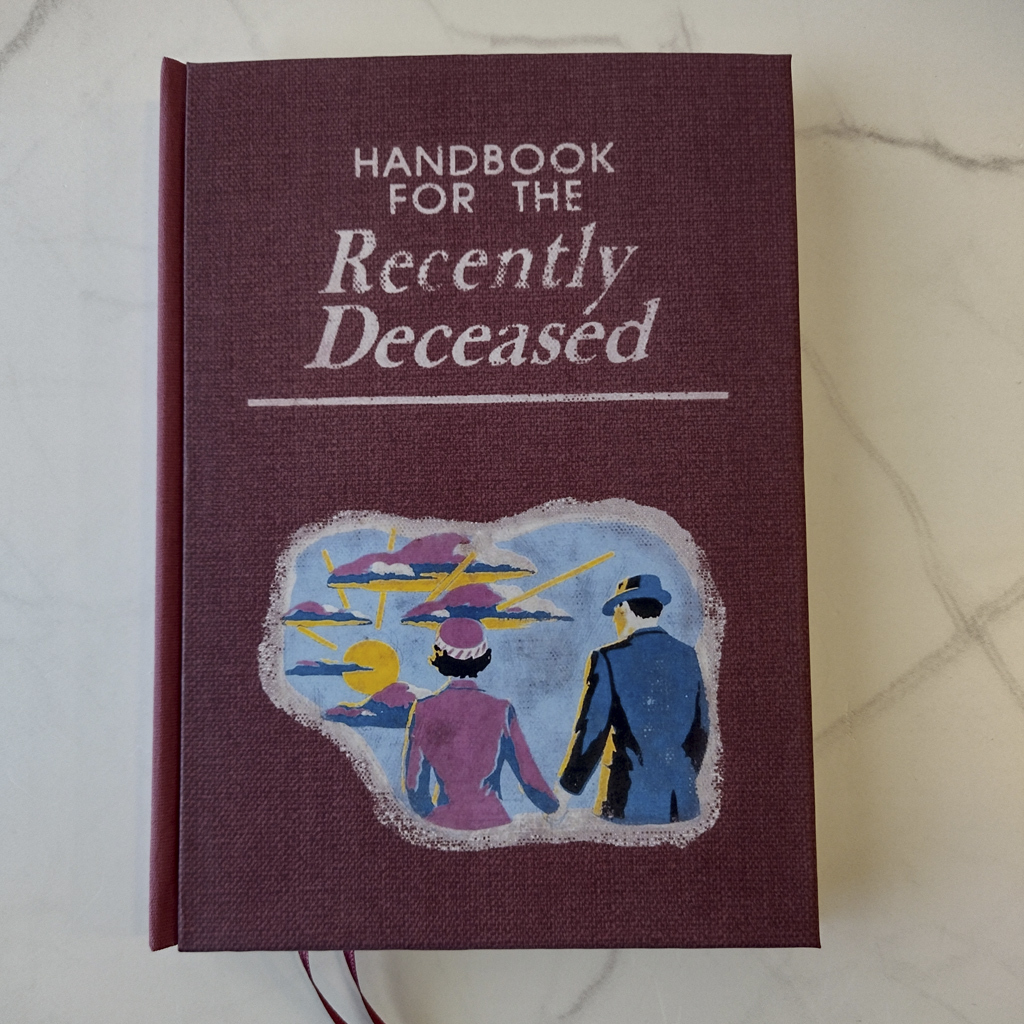 HANDBOOK
FOR THE
Recently
Deceased